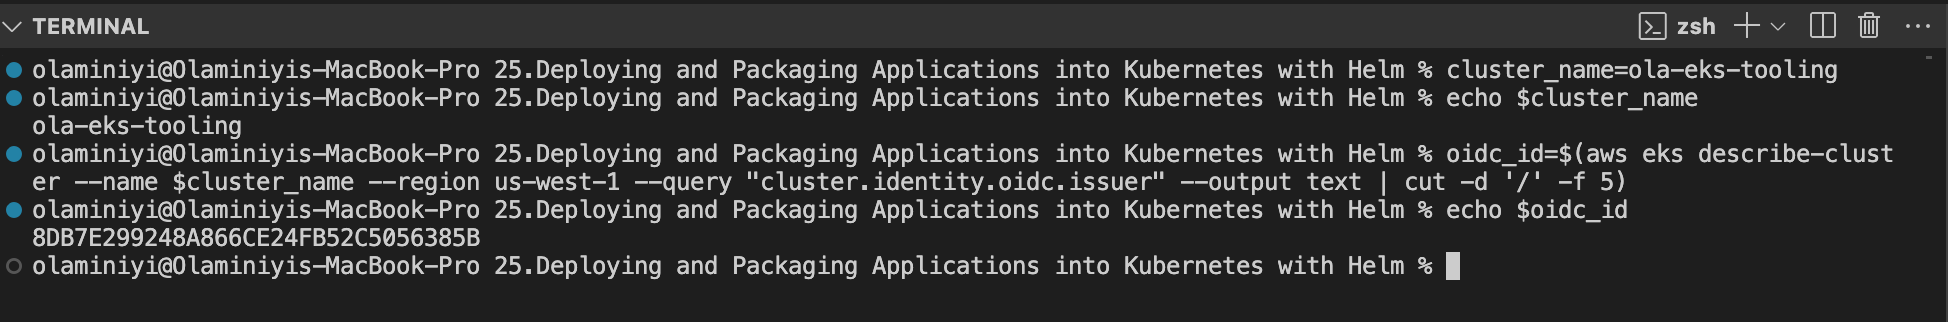 TERMINAL
zsh
olaminiyi@Olaminiyis-MacBook-Pro 25.Deploying and Packaging Applications into Kubernetes with Helm % cluster_name=ola-eks-tooling
olaminiyi@Olaminiyis-MacBook-Pro 25.Deploying and Packaging Applications into Kubernetes with Helm % echo $cluster_name
ola-eks-tooling
olaminiyi@Olaminiyis-MacBook-Pro 25.Deploying and Packaging Applications into Kubernetes with Helm % oidc_id=$(aws eks describe-clust
er --name $cluster_name --region us-west-1 --query "cluster.identity.oidc.issuer" --output text | cut -d '/' -f 5)
olaminiyi@Olaminiyis-MacBook-Pro 25.Deploying and Packaging Applications into Kubernetes with Helm % echo $oidc_id
8DB7E299248A866CE24FB52C5056385B
olaminiyi@Olaminiyis-MacBook-Pro 25.Deploying and Packaging Applications into Kubernetes with Helm %